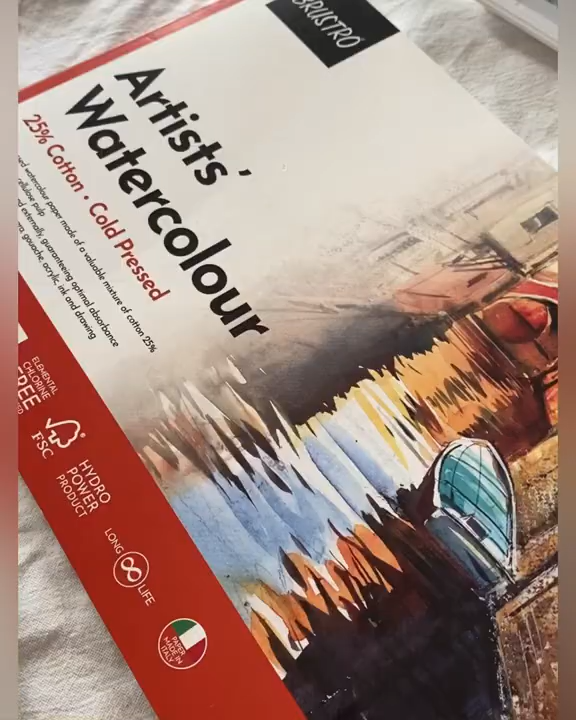 BRUSTRO
Artists'
Watercolour
25% Cotton • Cold Pressed
watercolour paper made of a valuable mixture of cotton 25%
cellulose pulp
externally, guaranteeing optimal absorbance
gouache, acrylic, ink and drawing
ELEMENTAL
CHLORINE
FREE
FSC
HYDRO
POWER
PRODUCT
LONG
LIFE
PAPER
MADE IN
ITALY